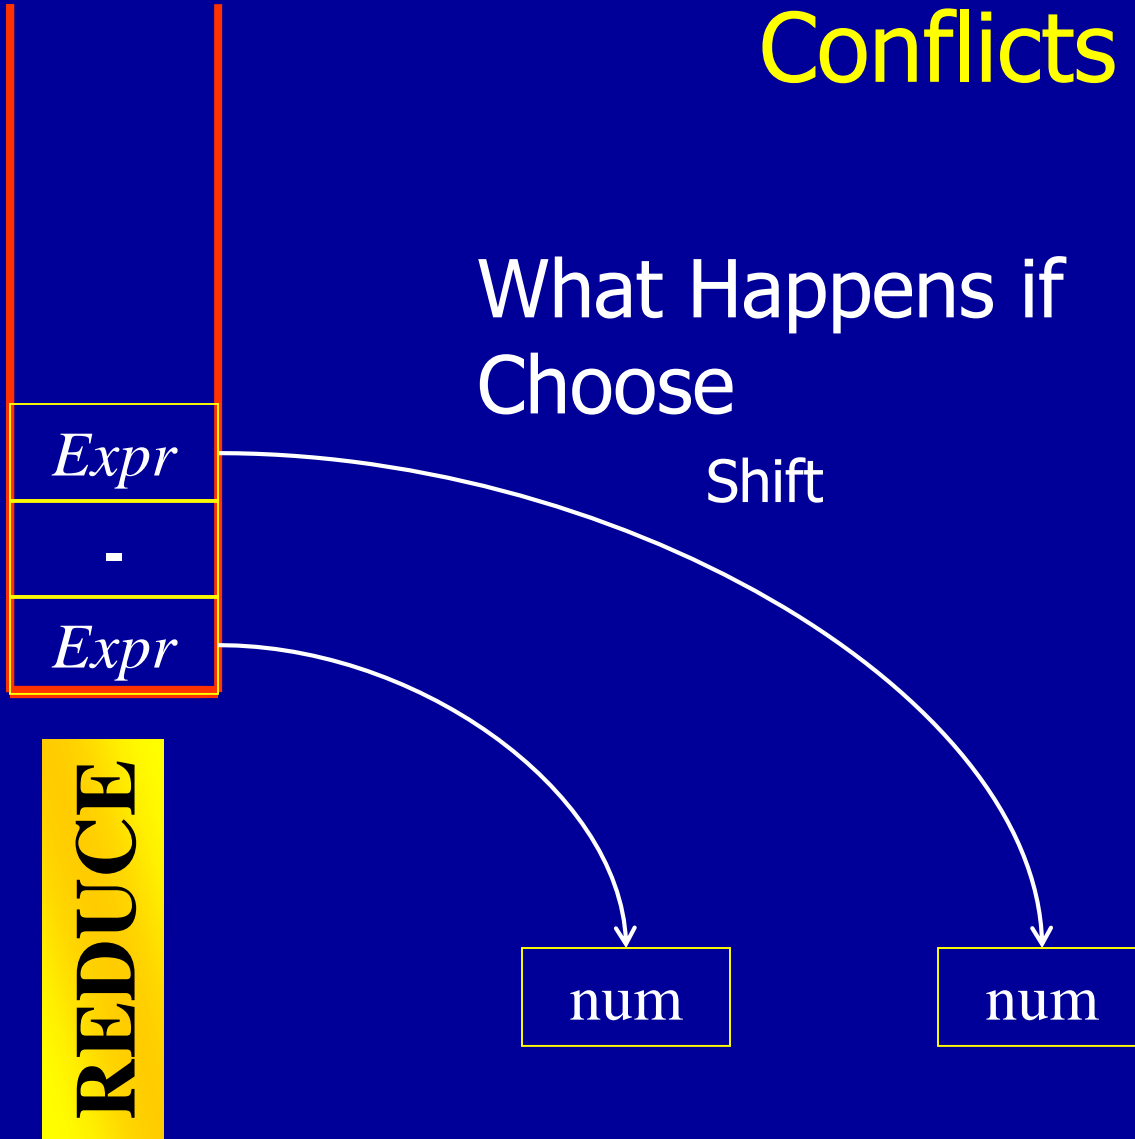 Conflicts
What Happens if
Choose
Shift
Expr
-
Expr
REDUCE
num
num